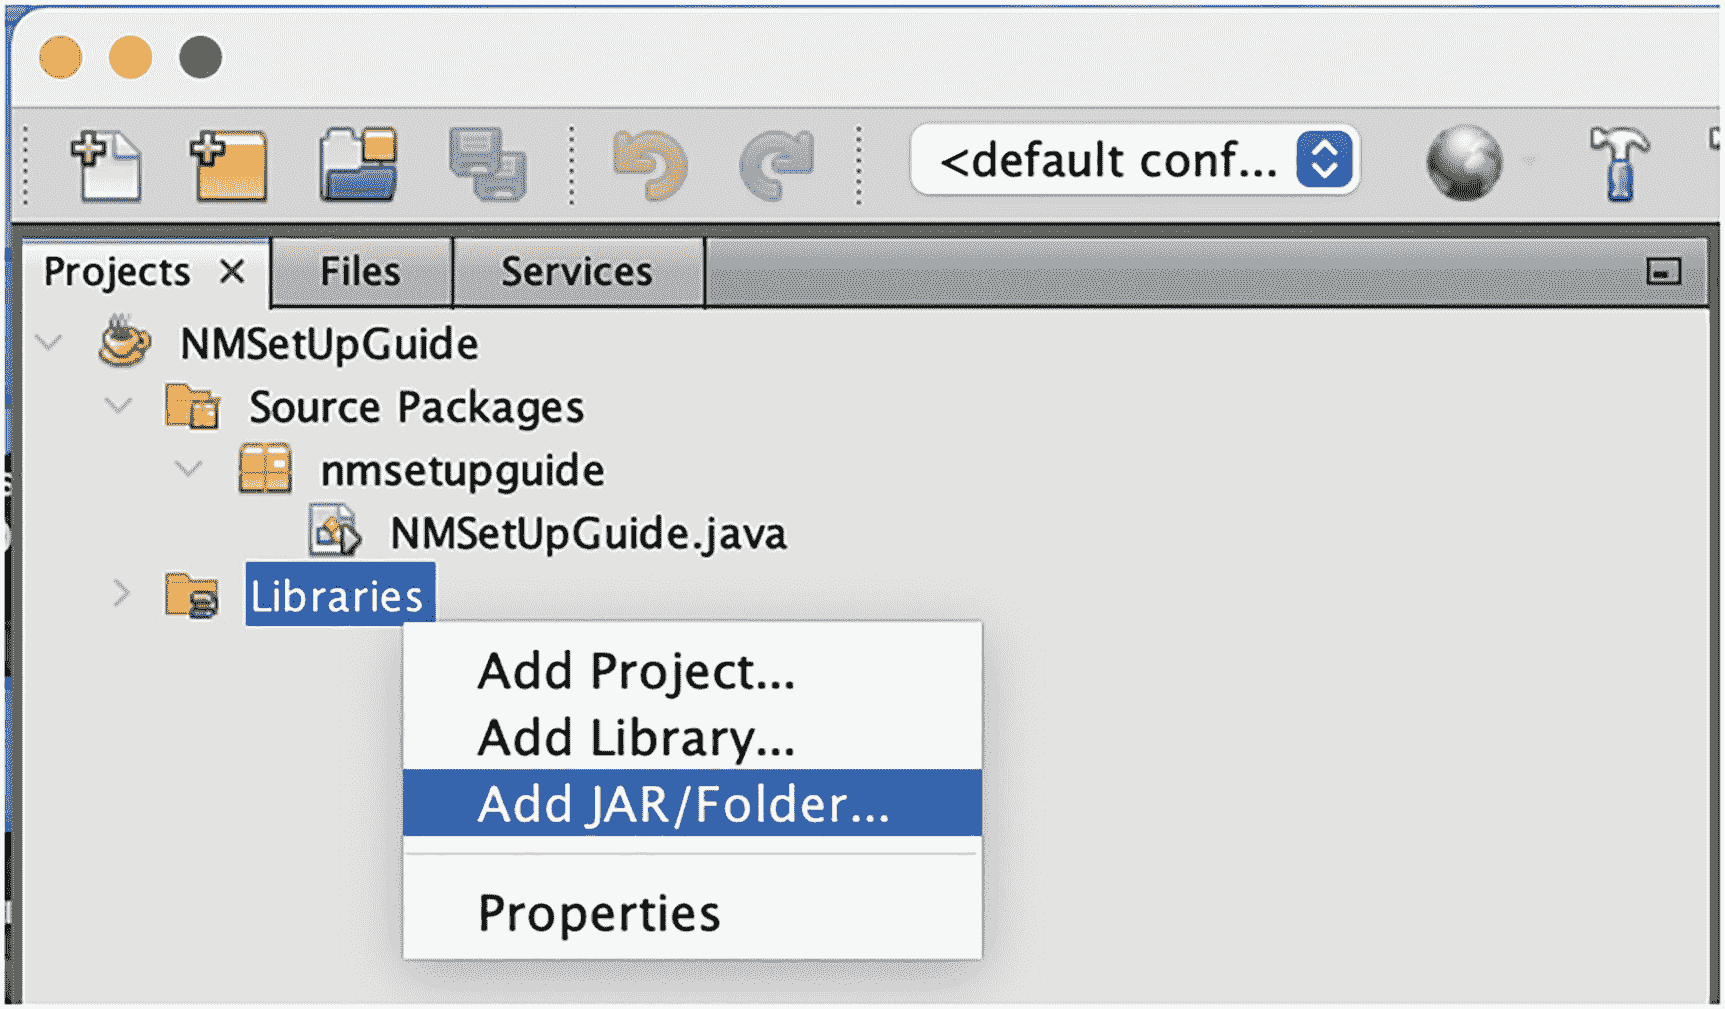 <default conf...
Projects × Files Services
NMSetUpGuide
Source Packages
nmsetupguide
NMSetUpGuide.java
Libraries
Add Project...
Add Library...
Add JAR/Folder...
Properties